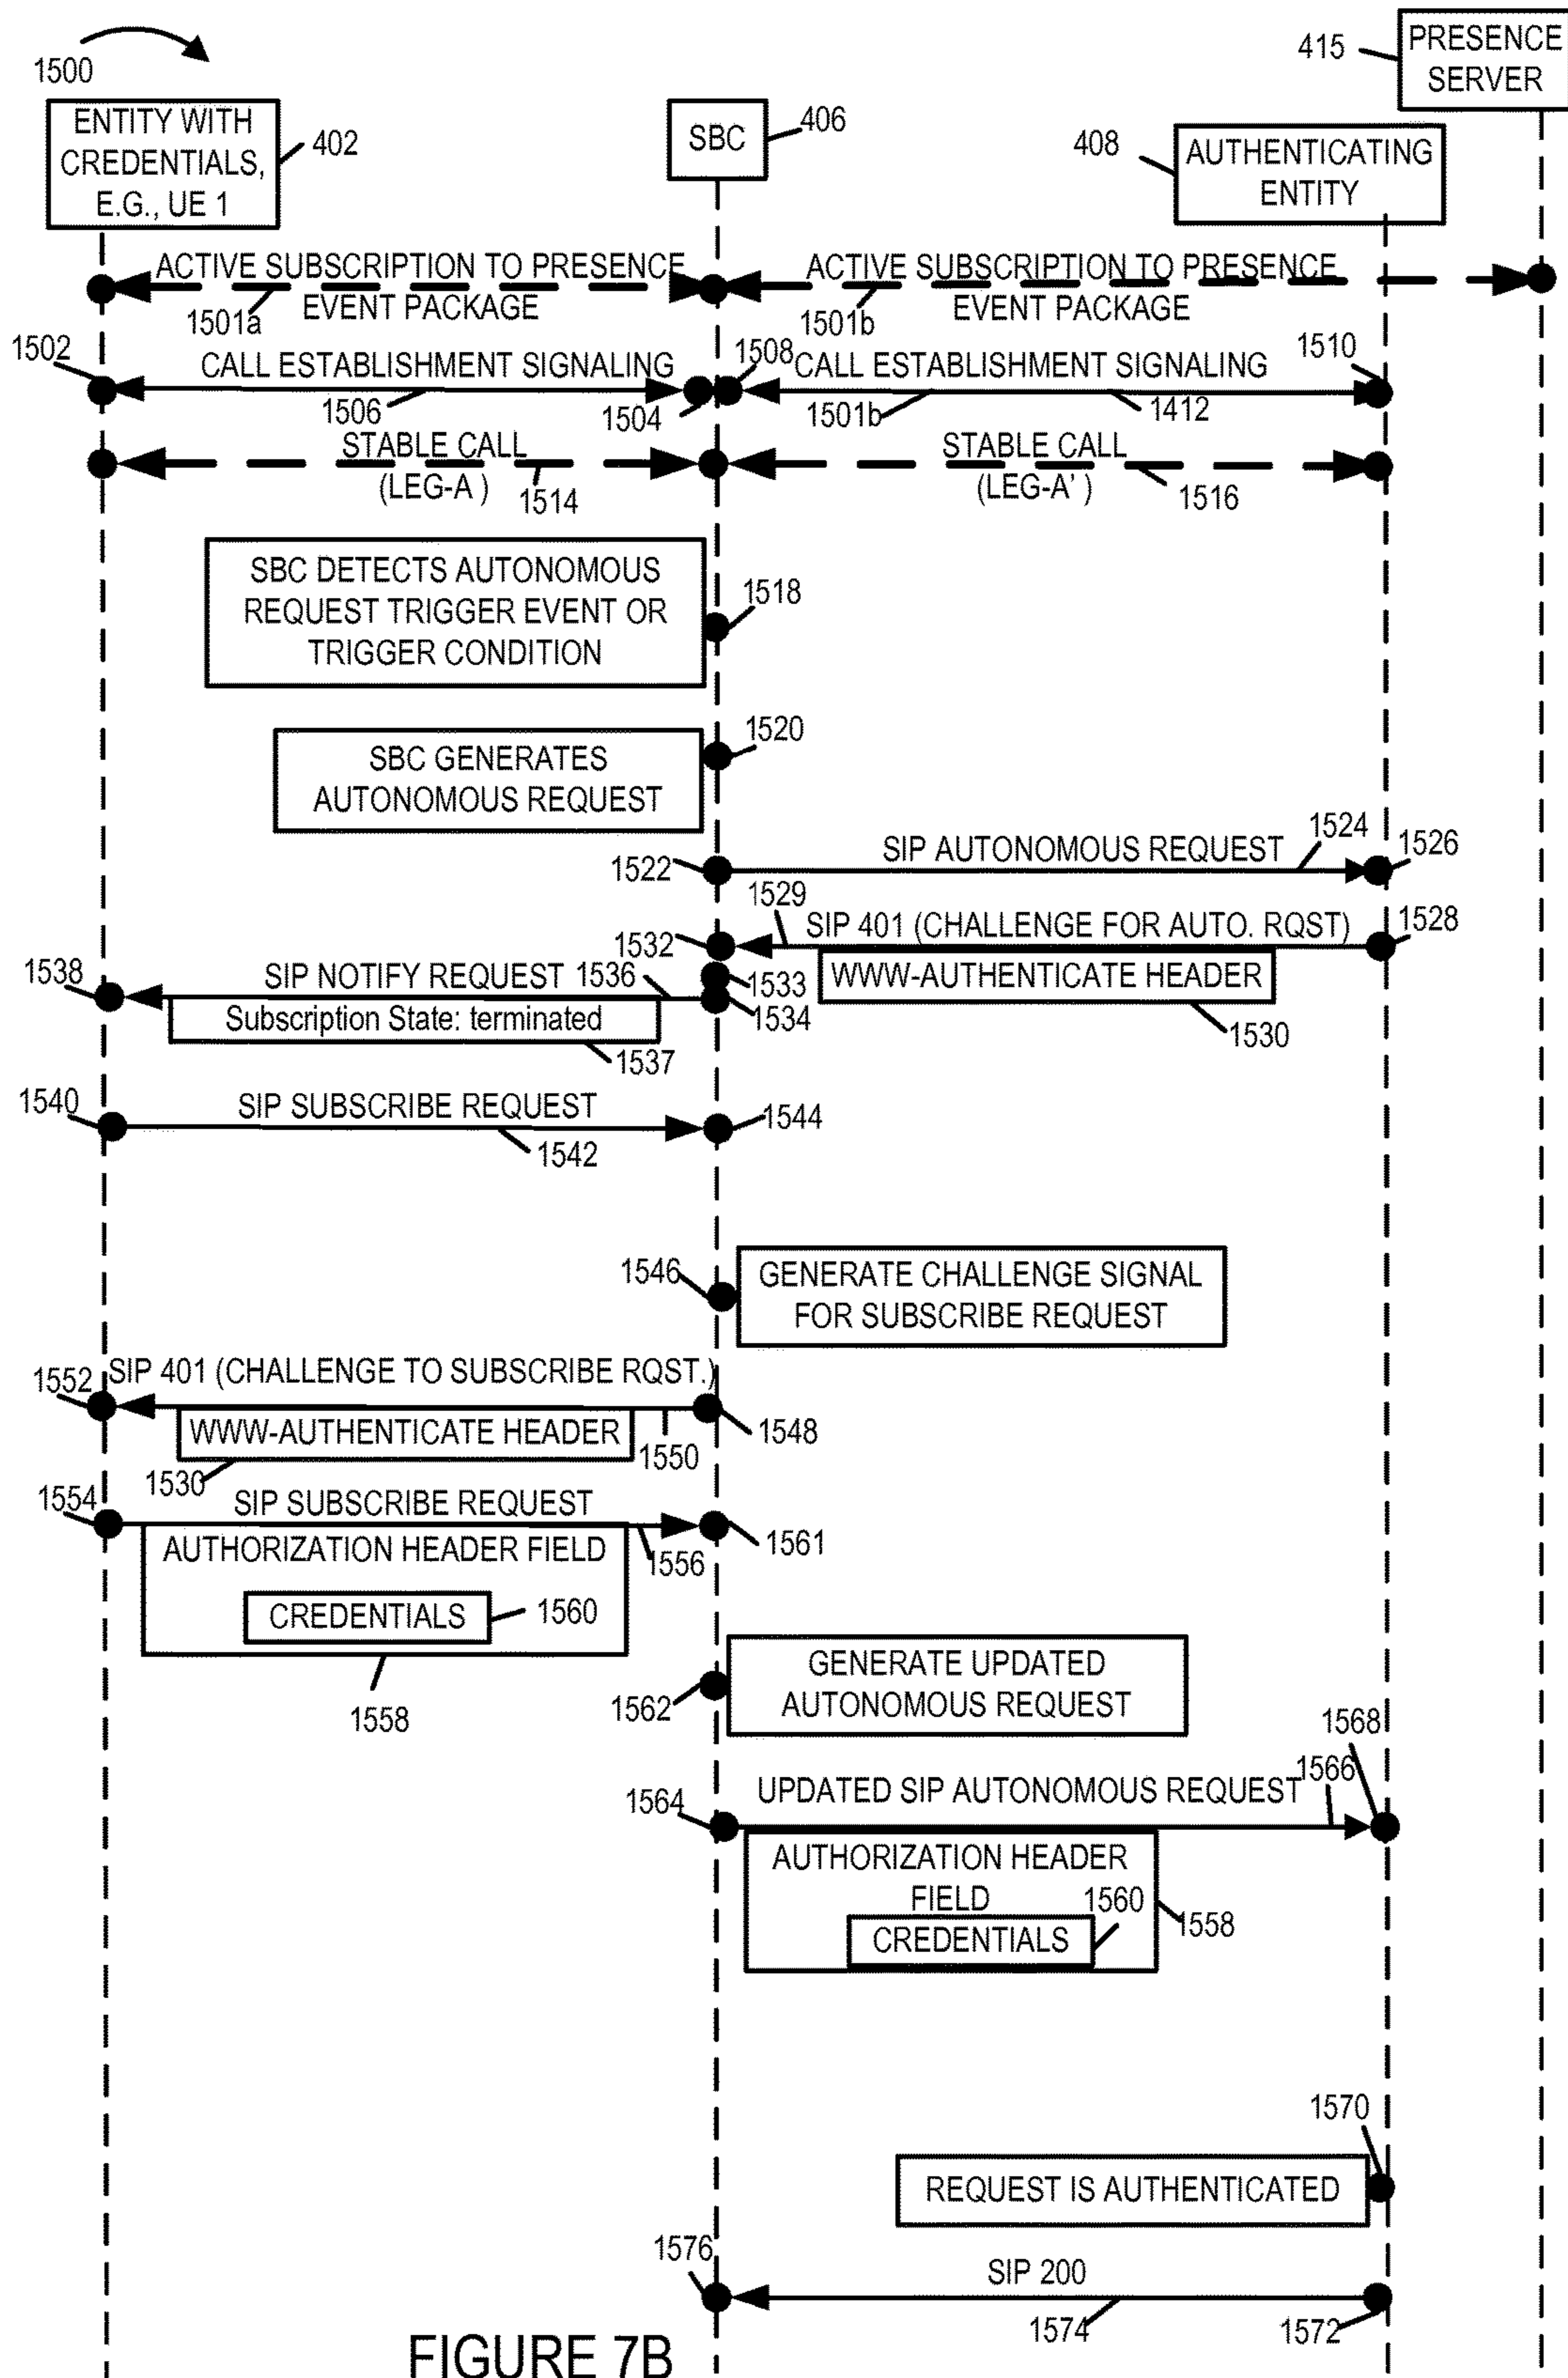 1500
415
PRESENCE
SERVER
ENTITY WITH
CREDENTIALS,
E.G., UE 1
402
SBC
406
408
AUTHENTICATING
ENTITY
ACTIVE SUBSCRIPTION TO PRESENCE
EVENT PACKAGE
1501a
ACTIVE SUBSCRIPTION TO PRESENCE
EVENT PACKAGE
1501b
1502
CALL ESTABLISHMENT SIGNALING
1506
1504
1508
CALL ESTABLISHMENT SIGNALING
1510
1501b
1412
STABLE CALL
(LEG-A )
1514
STABLE CALL
(LEG-A' )
1516
SBC DETECTS AUTONOMOUS
REQUEST TRIGGER EVENT OR
TRIGGER CONDITION
1518
SBC GENERATES
AUTONOMOUS REQUEST
1520
1522
SIP AUTONOMOUS REQUEST
1524
1526
1529
1532
SIP 401 (CHALLENGE FOR AUTO. RQST)
1528
WWW-AUTHENTICATE HEADER
1530
1533
1538
SIP NOTIFY REQUEST
1536
1534
Subscription State: terminated
1537
1540
SIP SUBSCRIBE REQUEST
1542
1544
1546
GENERATE CHALLENGE SIGNAL
FOR SUBSCRIBE REQUEST
1552
SIP 401 (CHALLENGE TO SUBSCRIBE RQST.)
1548
WWW-AUTHENTICATE HEADER
1530
1550
1554
SIP SUBSCRIBE REQUEST
1556
1561
AUTHORIZATION HEADER FIELD
CREDENTIALS
1560
1558
1562
GENERATE UPDATED
AUTONOMOUS REQUEST
1564
UPDATED SIP AUTONOMOUS REQUEST
1566
1568
AUTHORIZATION HEADER
FIELD
1560
CREDENTIALS
1558
1570
REQUEST IS AUTHENTICATED
1576
SIP 200
1574
1572
FIGURE 7B